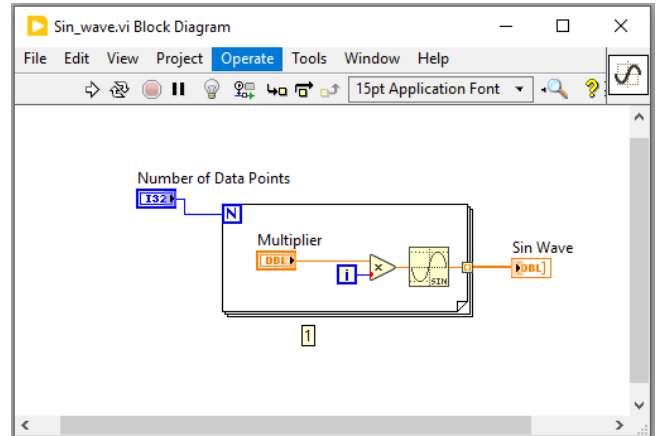 Sin_wave.vi Block Diagram
File Edit View Project Operate Tools Window Help
15pt Application Font
?
Number of Data Points
I32
N
Multiplier
DBL
i
x
SIN
Sin Wave
DBL]
1